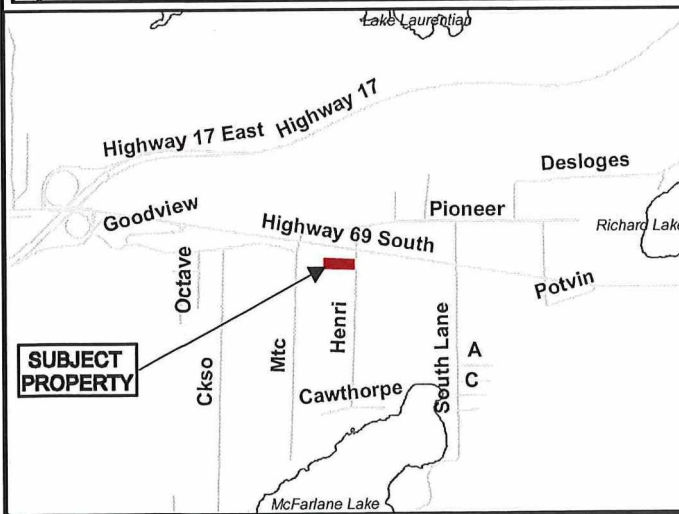 Lake Laurentian
Highway 17 East
Highway 17
Desloges
Goodview
Pioneer
Highway 69 South
Richard Lake
Octave
Potvin
SUBJECT
PROPERTY
Ckso
Mtc
Henri
South Lane
A
C
Cawthorpe
McFarlane Lake